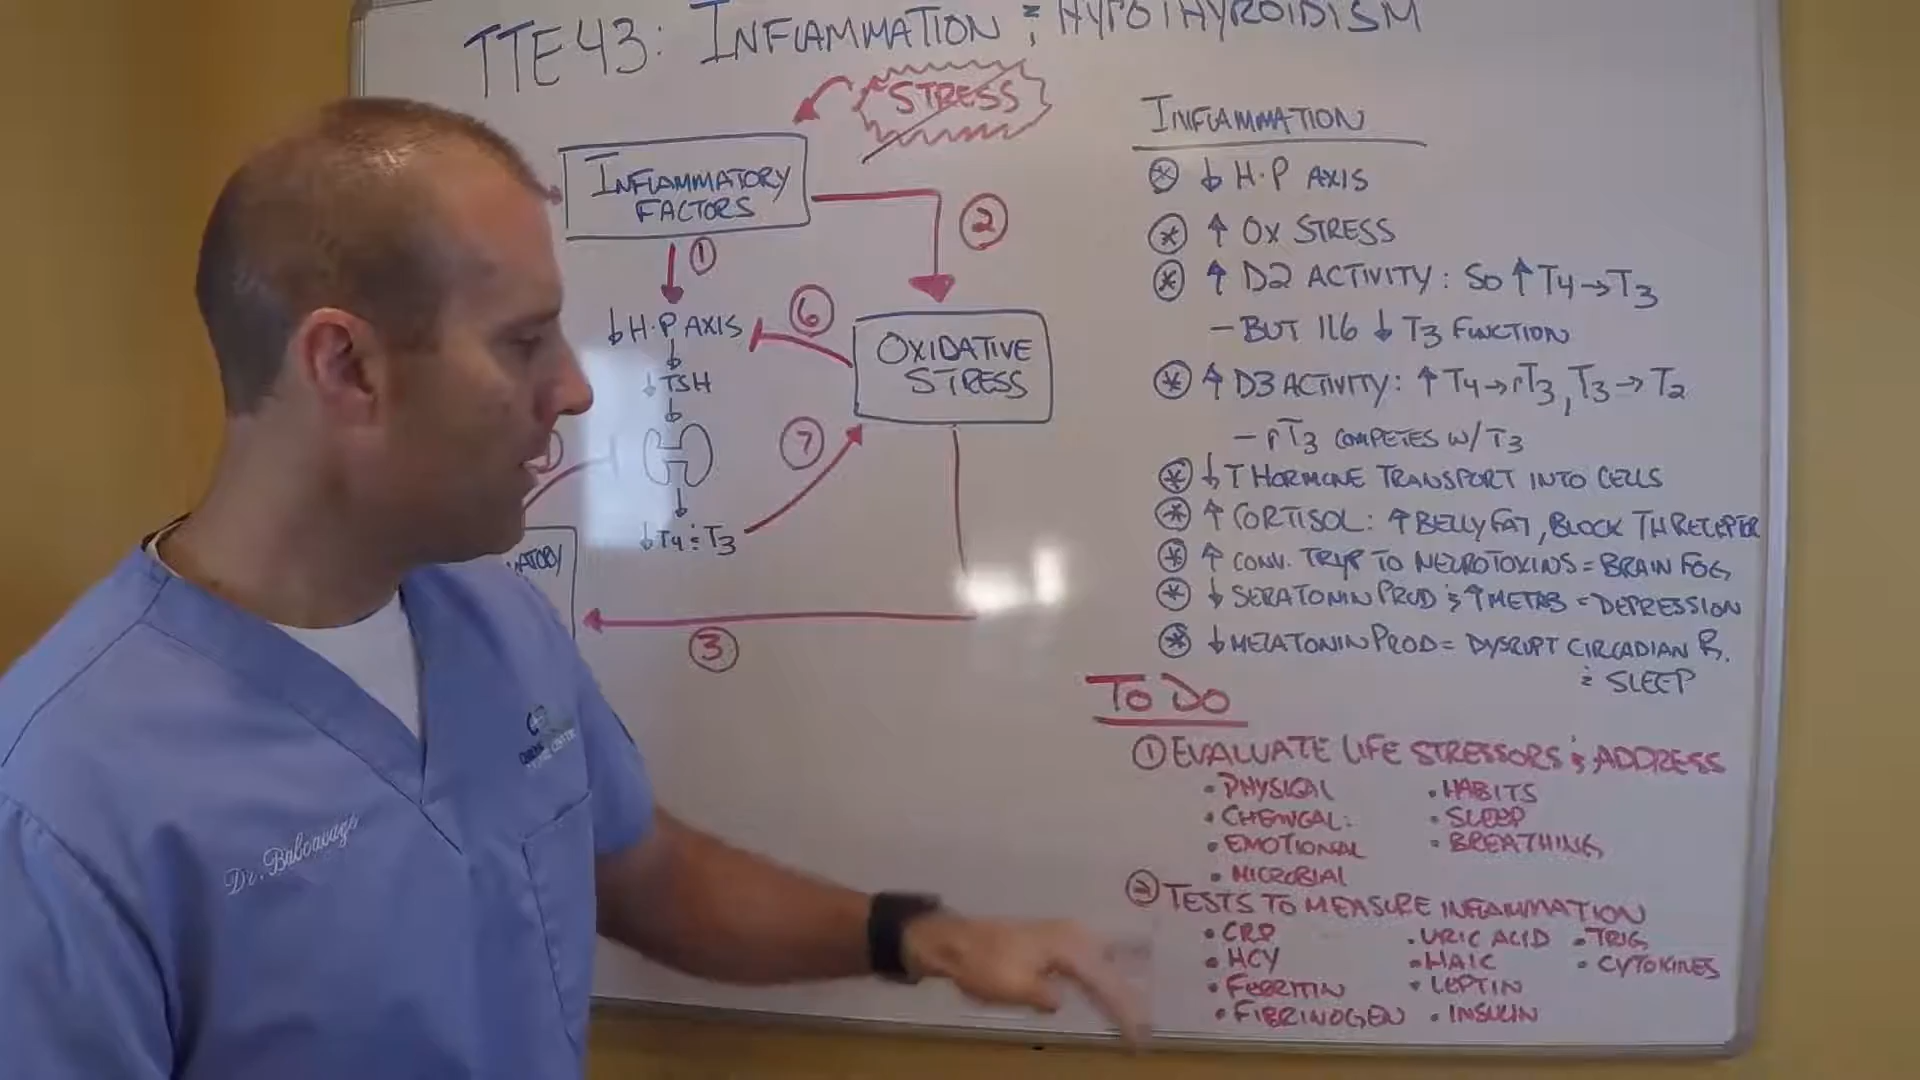 TTE 43: INFLAMMATION & HYPOTHYROIDISM
STRESS
INFLAMMATORY
FACTORS
①
②
↓ H·P AXIS
↓ TSH
⑥
OXIDATIVE
STRESS
⑦
↓ T4 & T3
③
INFLAMMATION
↓ H·P AXIS
↑ OX STRESS
↑ D2 ACTIVITY: SO ↑ T4→T3
- BUT IL6 ↓ T3 FUNCTION
↑ D3 ACTIVITY: ↑ T4→rT3, T3→T2
- rT3 COMPETES W/ T3
↓ T HORMONE TRANSPORT INTO CELLS
↑ CORTISOL: ↑ BELLY FAT, BLOCK TH RECEPTER
↑ CONV. TRYP TO NEUROTOXINS = BRAIN FOG
↓ SERATONIN PROD & ↑ METAB = DEPRESSION
↓ MELATONIN PROD = DYSRUPT CIRCADIAN R.
& SLEEP
TO DO
① EVALUATE LIFE STRESSORS & ADDRESS
• PHYSICAL • HABITS
• CHEMICAL • SLEEP
• EMOTIONAL • BREATHING
• MICROBIAL
② TESTS TO MEASURE INFLAMMATION
• CRP • URIC ACID • TRIG
• HCY • HA1C • CYTOKINES
• FERRITIN • LEPTIN
• FIBRINOGEN • INSULIN